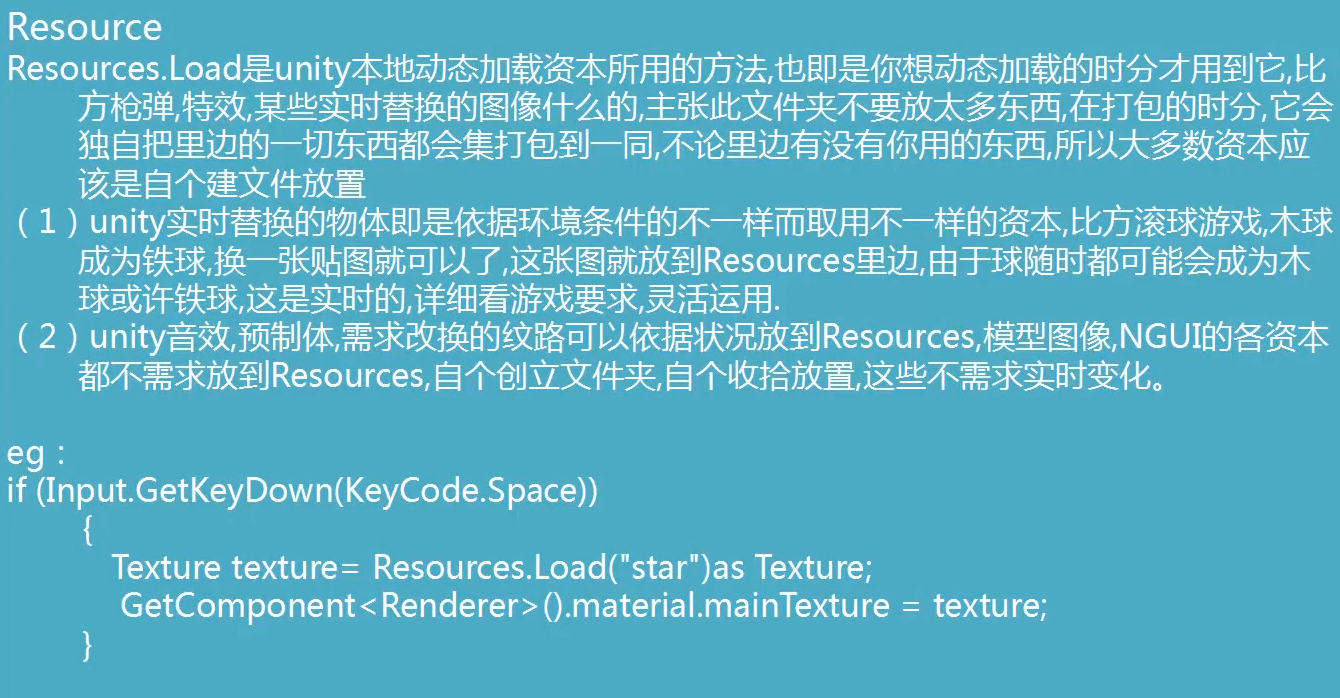 Resource
Resources.Load是unity本地动态加载资本所用的方法,也即是你想动态加载的时分才用到它,比
方枪弹,特效,某些实时替换的图像什么的,主张此文件夹不要放太多东西,在打包的时分,它会
独自把里边的一切东西都会集打包到一同,不论里边有没有你用的东西,所以大多数资本应
该是自个建文件放置
（1）unity实时替换的物体即是依据环境条件的不一样而取用不一样的资本,比方滚球游戏,木球
成为铁球,换一张贴图就可以了,这张图就放到Resources里边,由于球随时都可能会成为木
球或许铁球,这是实时的,详细看游戏要求,灵活运用.
（2）unity音效,预制体,需求改换的纹路可以依据状况放到Resources,模型图像,NGUI的各资本
都不需求放到Resources,自个创立文件夹,自个收拾放置,这些不需求实时变化。
eg：
if (Input.GetKeyDown(KeyCode.Space))
{
Texture texture= Resources.Load("star")as Texture;
GetComponent<Renderer>().material.mainTexture = texture;
}